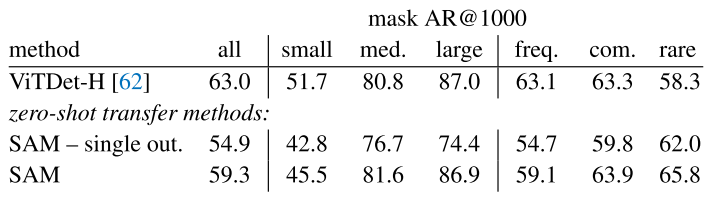 mask AR@1000
method all small med. large freq. com. rare
ViTDet-H [62] 63.0 51.7 80.8 87.0 63.1 63.3 58.3
zero-shot transfer methods:
SAM – single out. 54.9 42.8 76.7 74.4 54.7 59.8 62.0
SAM 59.3 45.5 81.6 86.9 59.1 63.9 65.8